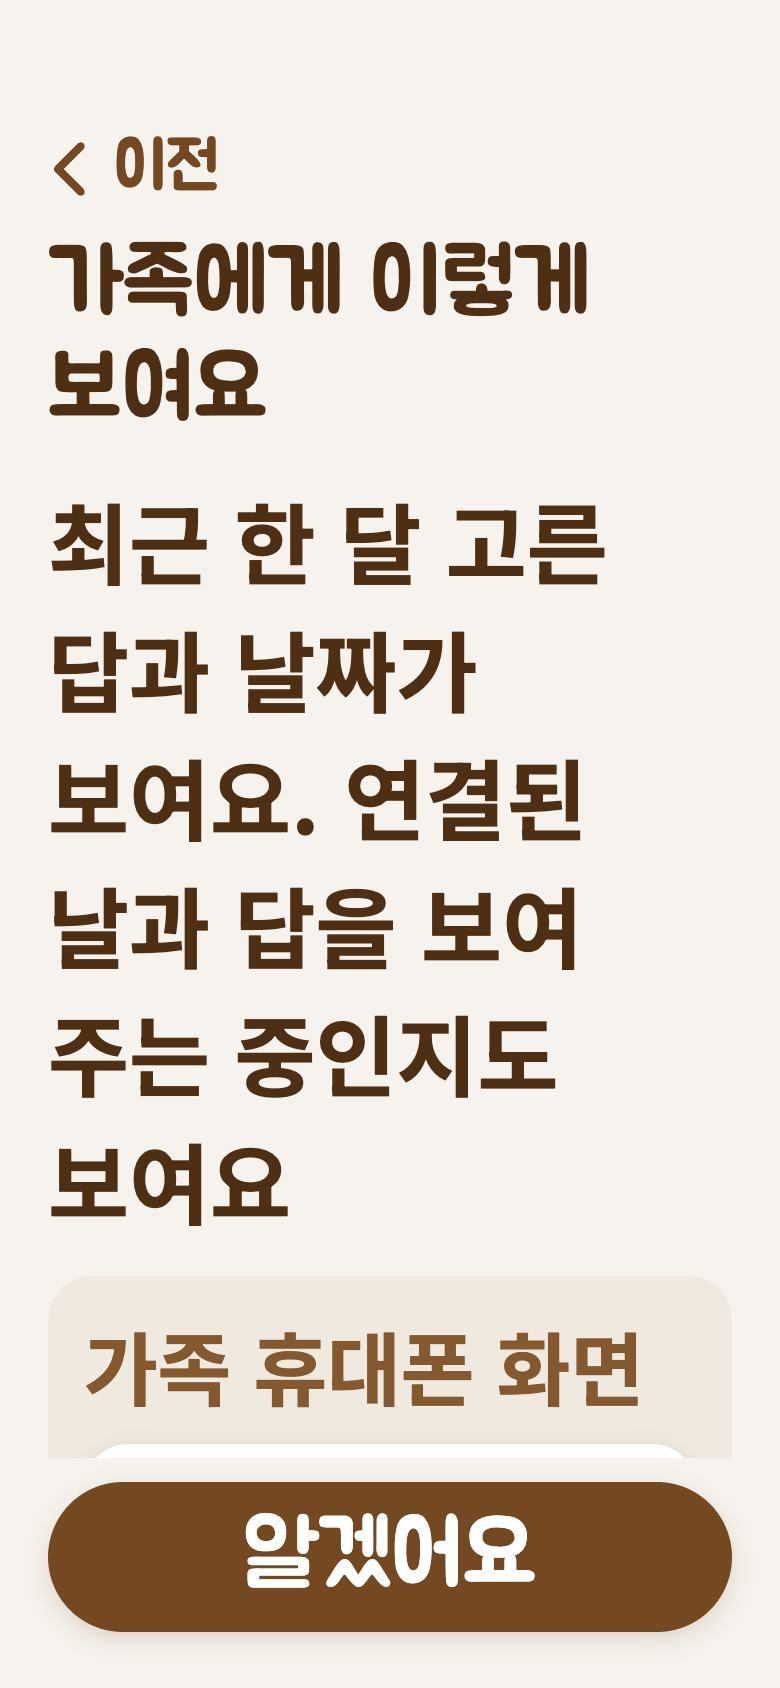 이전
가족에게 이렇게
보여요
최근 한 달 고른
답과 날짜가
보여요. 연결된
날과 답을 보여
주는 중인지도
보여요
가족 휴대폰 화면
알겠어요